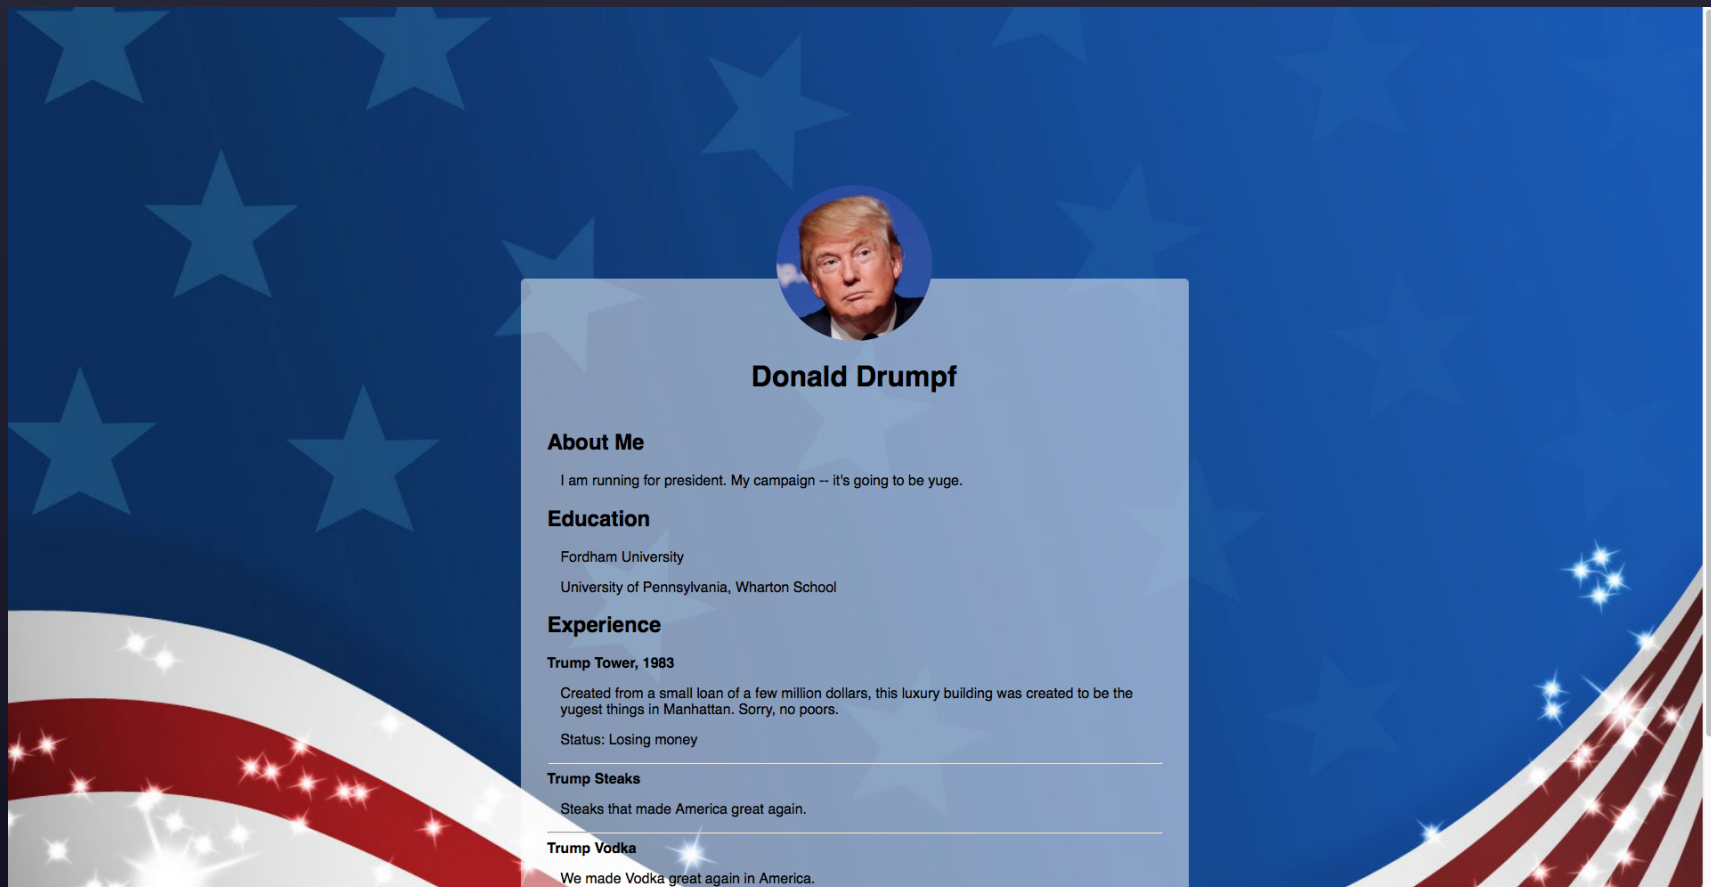 Donald Drumpf
About Me
I am running for president. My campaign -- it's going to be yuge.
Education
Fordham University
University of Pennsylvania, Wharton School
Experience
Trump Tower, 1983
Created from a small loan of a few million dollars, this luxury building was created to be the
yugest things in Manhattan. Sorry, no poors.
Status: Losing money
Trump Steaks
Steaks that made America great again.
Trump Vodka
We made Vodka great again in America.